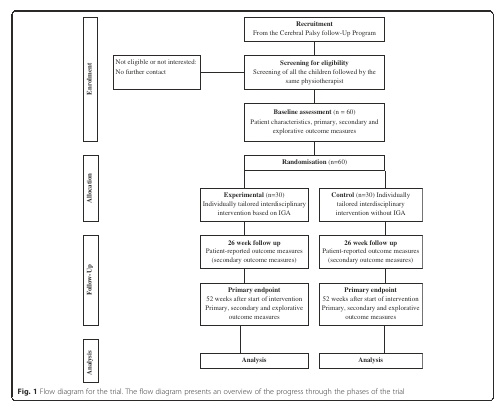 Recruitment
From the Cerebral Palsy follow-Up Program
Not eligible or not interested:
No further contact
Screening for eligibility
Screening of all the children followed by the
same physiotherapist
Enrolment
Baseline assessment (n = 60)
Patient characteristics, primary, secondary and
explorative outcome measures
Randomisation (n=60)
Allocation
Experimental (n=30)
Individually tailored interdisciplinary
intervention based on IGA
Control (n=30) Individually
tailored interdisciplinary
intervention without IGA
Follow-Up
26 week follow up
Patient-reported outcome measures
(secondary outcome measures)
26 week follow up
Patient-reported outcome measures
(secondary outcome measures)
Primary endpoint
52 weeks after start of intervention
Primary, secondary and explorative
outcome measures
Primary endpoint
52 weeks after start of intervention
Primary, secondary and explorative
outcome measures
Analysis
Analysis
Analysis
Fig. 1 Flow diagram for the trial. The flow diagram presents an overview of the progress through the phases of the trial